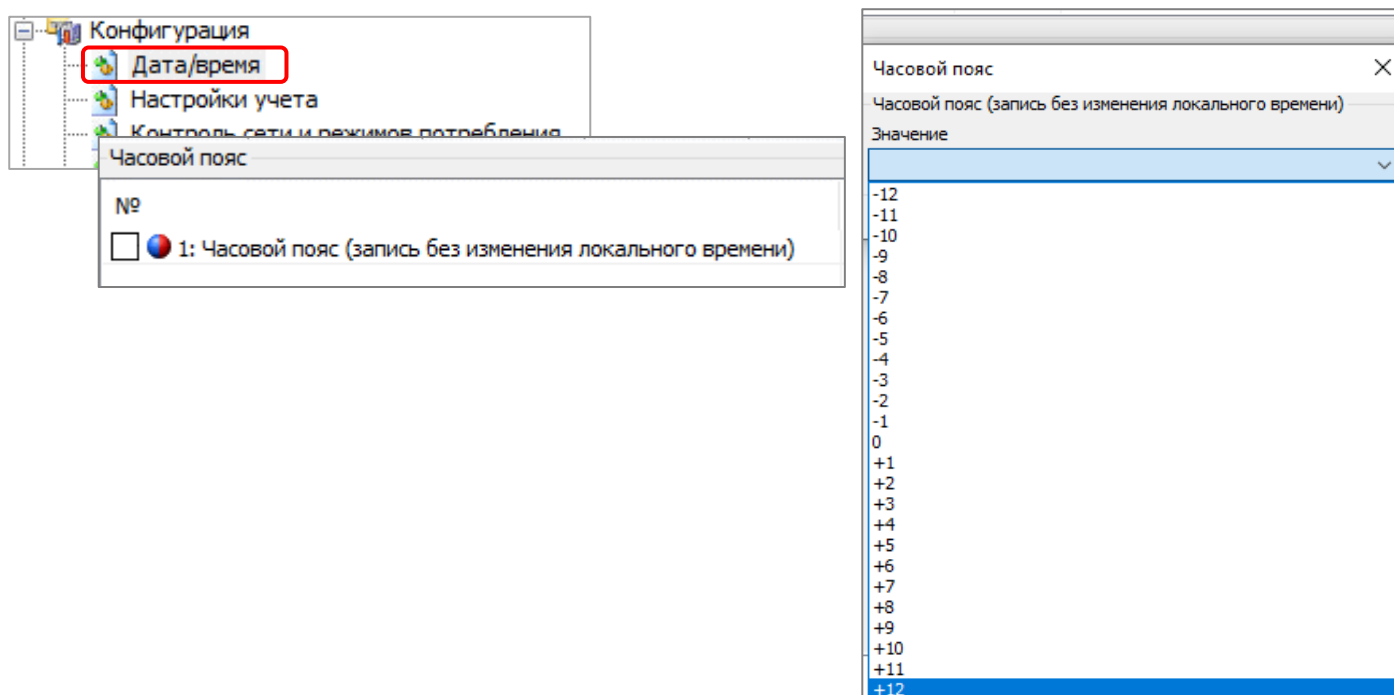 Конфигурация
Дата/время
Настройки учета
Контроль сети и режимов потребления
Часовой пояс
№
1: Часовой пояс (запись без изменения локального времени)
Часовой пояс
Часовой пояс (запись без изменения локального времени)
Значение
-12
-11
-10
-9
-8
-7
-6
-5
-4
-3
-2
-1
0
+1
+2
+3
+4
+5
+6
+7
+8
+9
+10
+11
+12